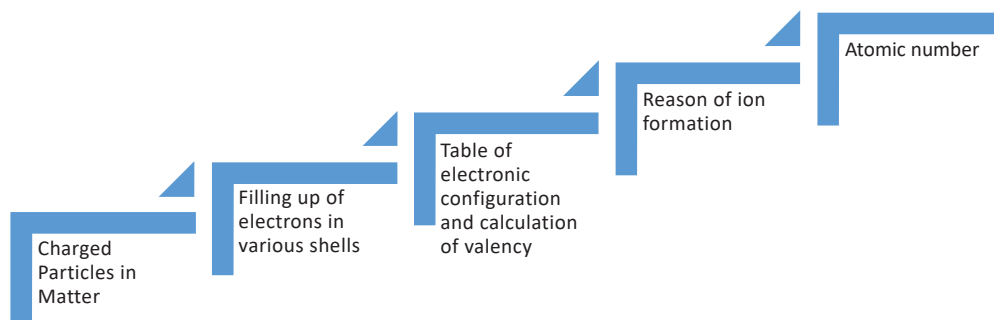 Charged
Particles in
Matter
Filling up of
electrons in
various shells
Table of
electronic
configuration
and calculation
of valency
Reason of ion
formation
Atomic number